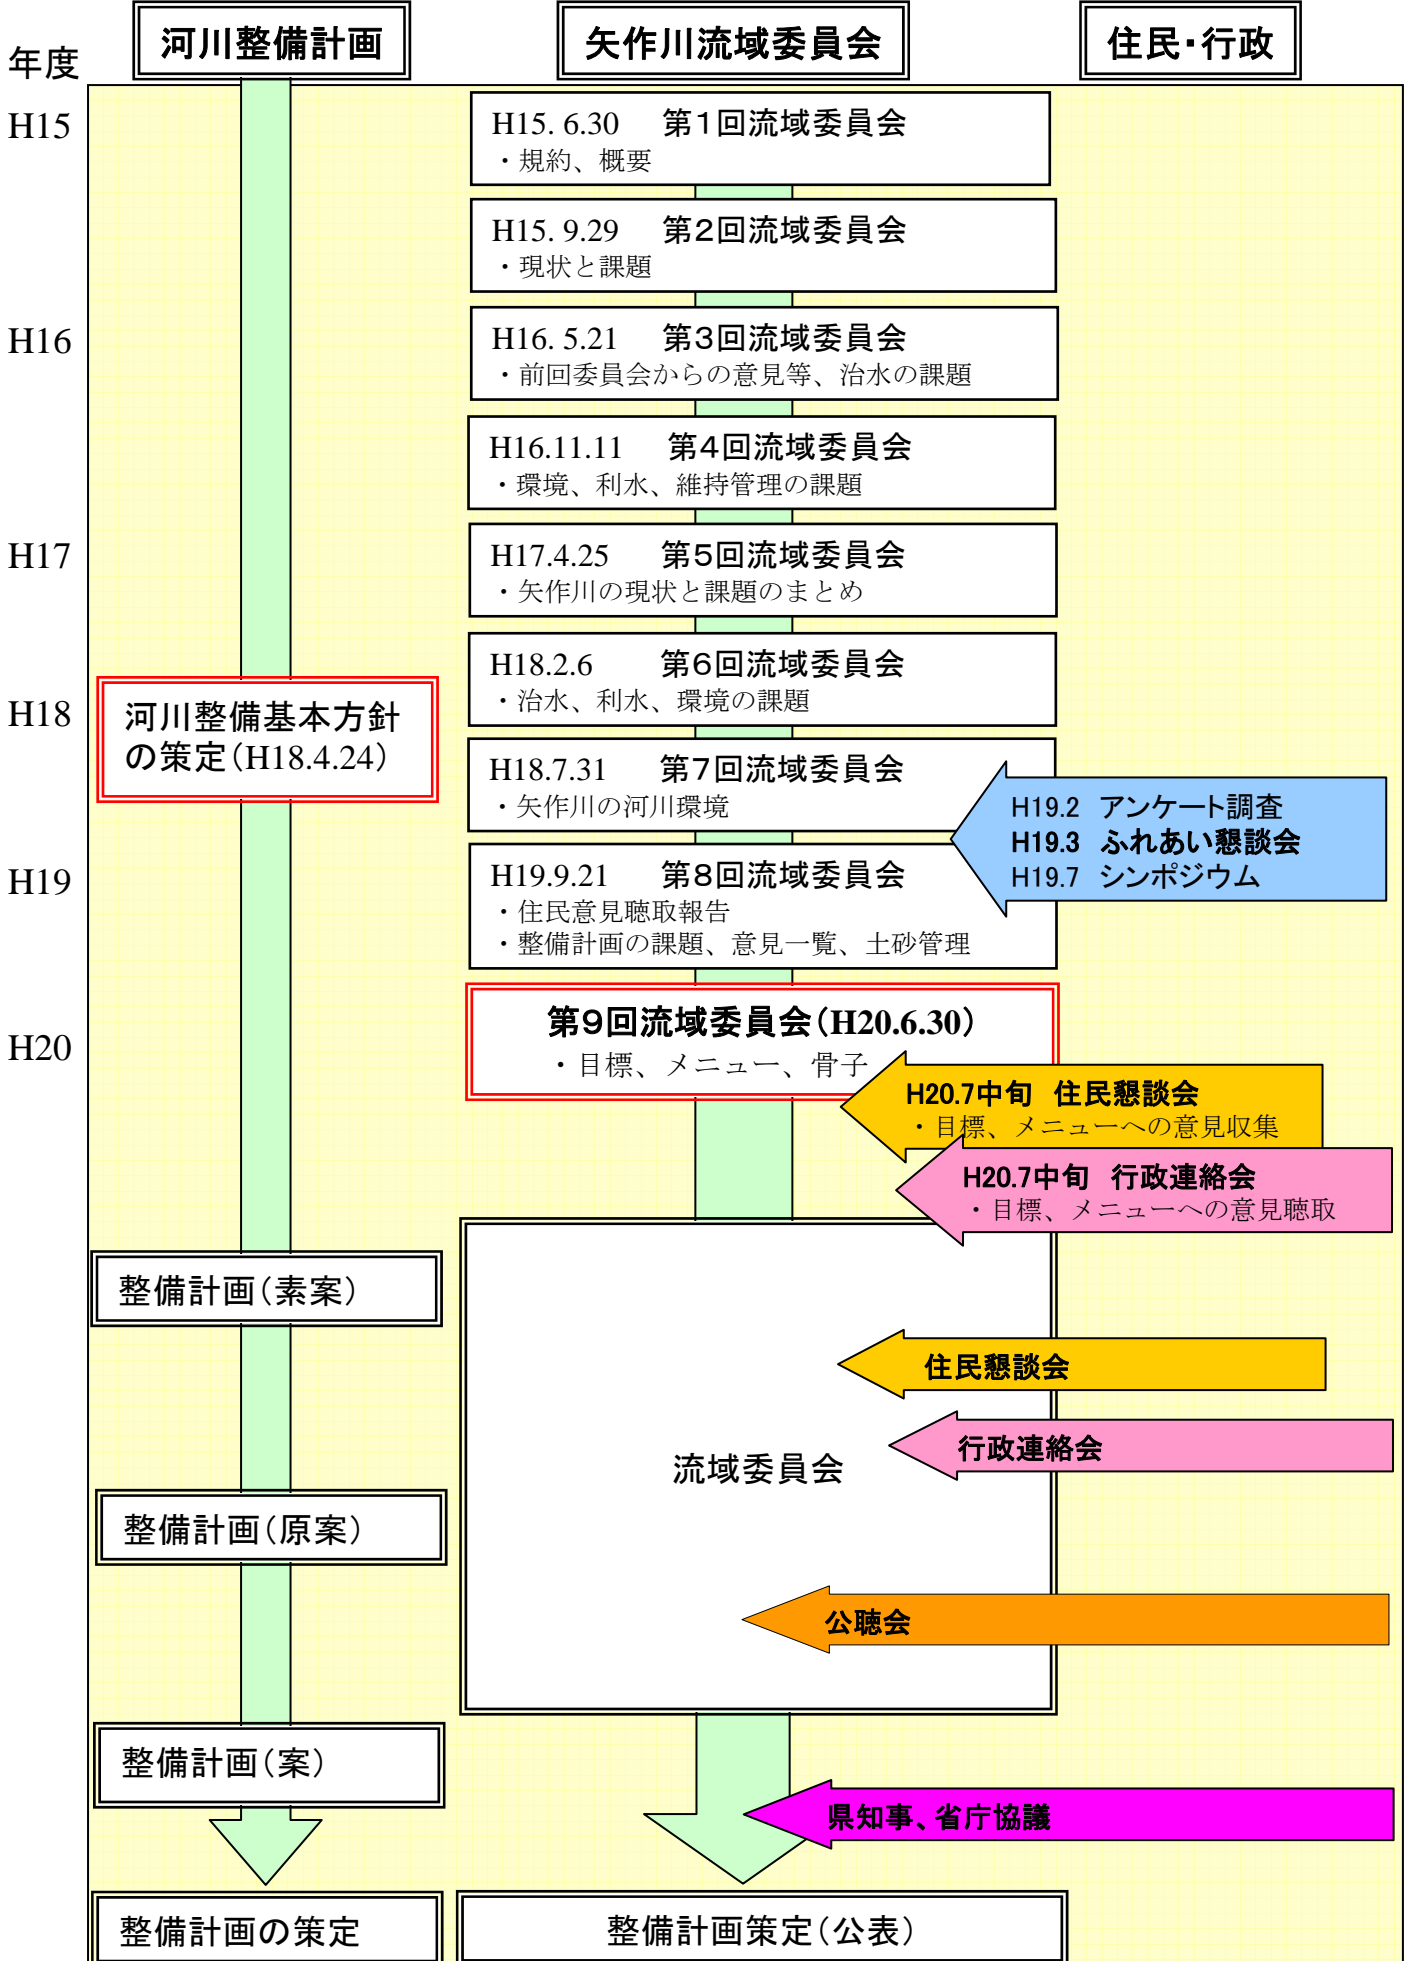 年度
河川整備計画
矢作川流域委員会
住民・行政
H15
H15. 6.30 第1回流域委員会
・規約、概要
H15. 9.29 第2回流域委員会
・現状と課題
H16
H16. 5.21 第3回流域委員会
・前回委員会からの意見等、治水の課題
H16.11.11 第4回流域委員会
・環境、利水、維持管理の課題
H17
H17.4.25 第5回流域委員会
・矢作川の現状と課題のまとめ
H18.2.6 第6回流域委員会
・治水、利水、環境の課題
H18
河川整備基本方針
の策定（H18.4.24）
H18.7.31 第7回流域委員会
・矢作川の河川環境
H19.2 アンケート調査
H19.3 ふれあい懇談会
H19.7 シンポジウム
H19
H19.9.21 第8回流域委員会
・住民意見聴取報告
・整備計画の課題、意見一覧、土砂管理
H20
第9回流域委員会（H20.6.30）
・目標、メニュー、骨子
H20.7中旬 住民懇談会
・目標、メニューへの意見収集
H20.7中旬 行政連絡会
・目標、メニューへの意見聴取
整備計画（素案）
住民懇談会
行政連絡会
流域委員会
整備計画（原案）
公聴会
整備計画（案）
県知事、省庁協議
整備計画の策定
整備計画策定（公表）